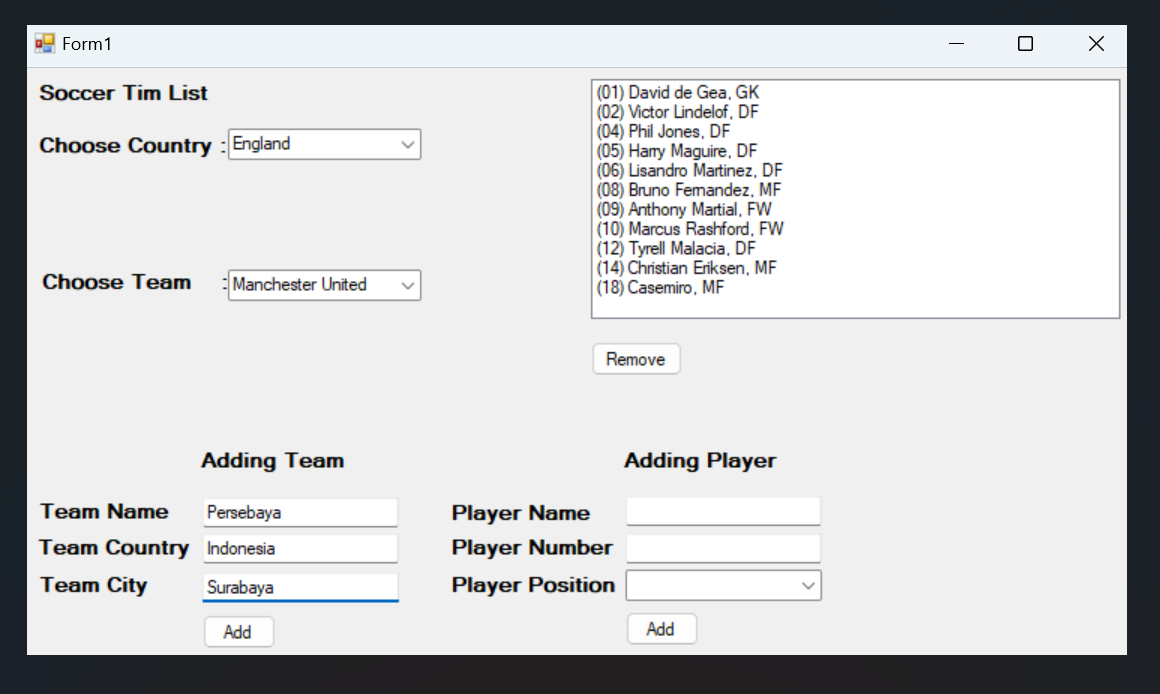 Form1
Soccer Tim List
Choose Country : England
Choose Team : Manchester United
(01) David de Gea, GK
(02) Victor Lindelof, DF
(04) Phil Jones, DF
(05) Harry Maguire, DF
(06) Lisandro Martinez, DF
(08) Bruno Fernandez, MF
(09) Anthony Martial, FW
(10) Marcus Rashford, FW
(12) Tyrell Malacia, DF
(14) Christian Eriksen, MF
(18) Casemiro, MF
Remove
Adding Team
Team Name Persebaya
Team Country Indonesia
Team City Surabaya
Add
Adding Player
Player Name
Player Number
Player Position
Add